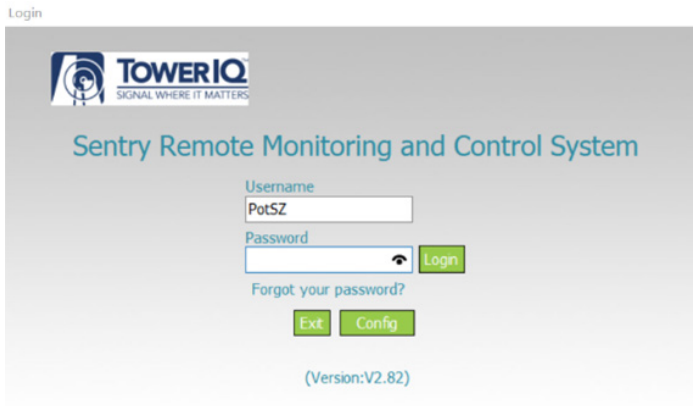 Login
TOWERIQ
SIGNAL WHERE IT MATTERS
Sentry Remote Monitoring and Control System
Username
PotSZ
Password
Login
Forgot your password?
Exit Config
(Version:V2.82)